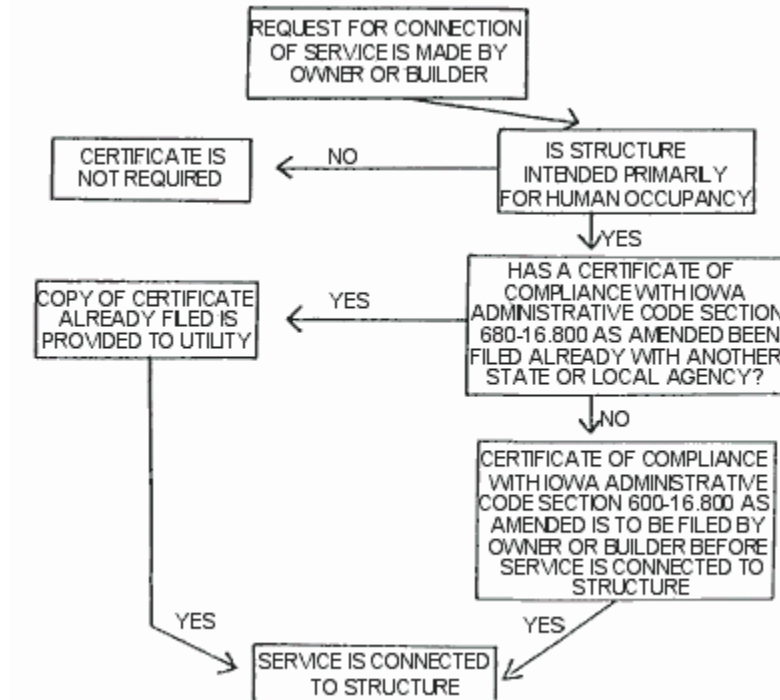 REQUEST FOR CONNECTION
OF SERVICE IS MADE BY
OWNER OR BUILDER
IS STRUCTURE
INTENDED PRIMARILY
FOR HUMAN OCCUPANCY
NO
CERTIFICATE IS
NOT REQUIRED
YES
HAS A CERTIFICATE OF
COMPLIANCE WITH IOWA
ADMINISTRATIVE CODE SECTION
680-16.800 AS AMENDED BEEN
FILED ALREADY WITH ANOTHER
STATE OR LOCAL AGENCY?
YES
COPY OF CERTIFICATE
ALREADY FILED IS
PROVIDED TO UTILITY
NO
CERTIFICATE OF COMPLIANCE
WITH IOWA ADMINISTRATIVE
CODE SECTION 600-16.800 AS
AMENDED IS TO BE FILED BY
OWNER OR BUILDER BEFORE
SERVICE IS CONNECTED TO
STRUCTURE
YES
YES
SERVICE IS CONNECTED
TO STRUCTURE